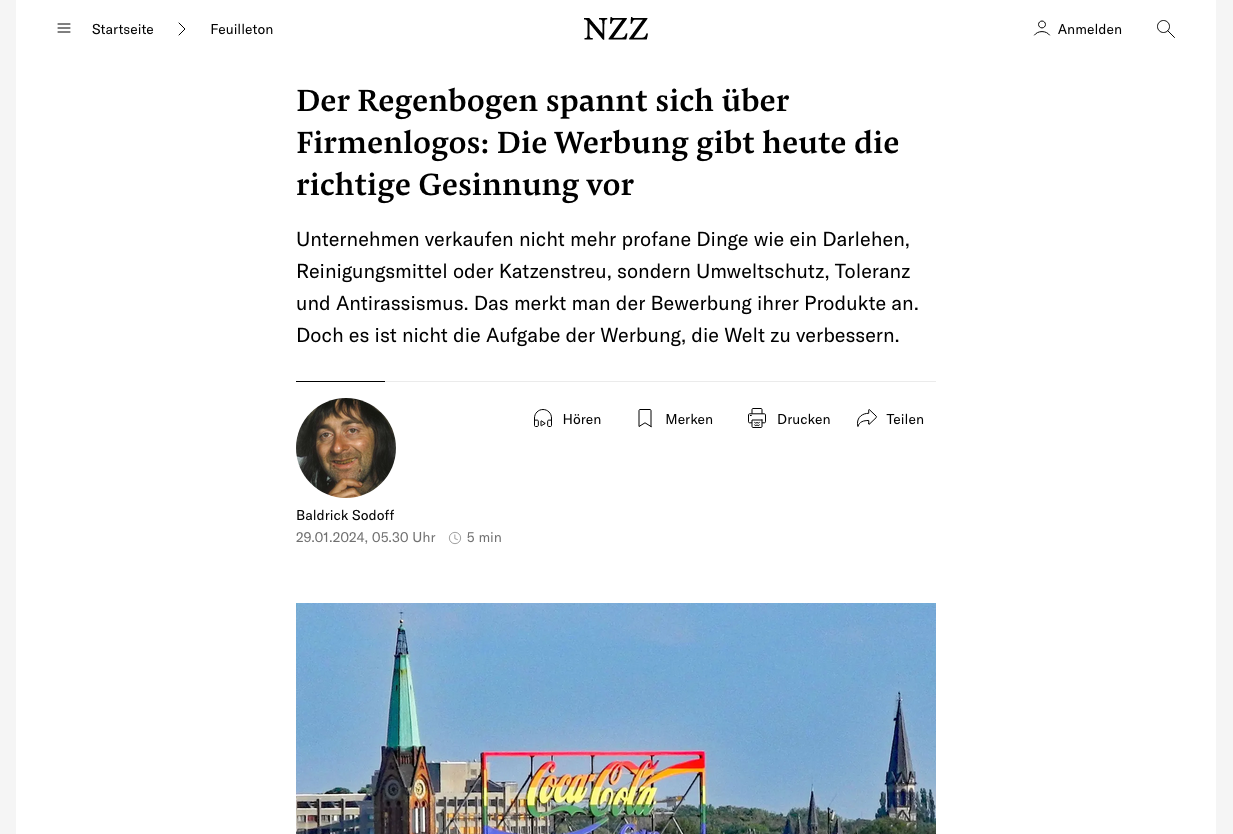 Startseite
Feuilleton
NZZ
Anmelden
Der Regenbogen spannt sich über
Firmenlogos: Die Werbung gibt heute die
richtige Gesinnung vor
Unternehmen verkaufen nicht mehr profane Dinge wie ein Darlehen,
Reinigungsmittel oder Katzenstreu, sondern Umweltschutz, Toleranz
und Antirassismus. Das merkt man der Bewerbung ihrer Produkte an.
Doch es ist nicht die Aufgabe der Werbung, die Welt zu verbessern.
Hören
Merken
Drucken
Teilen
Baldrick Sodoff
29.01.2024, 05.30 Uhr
5 min
Coca-Cola